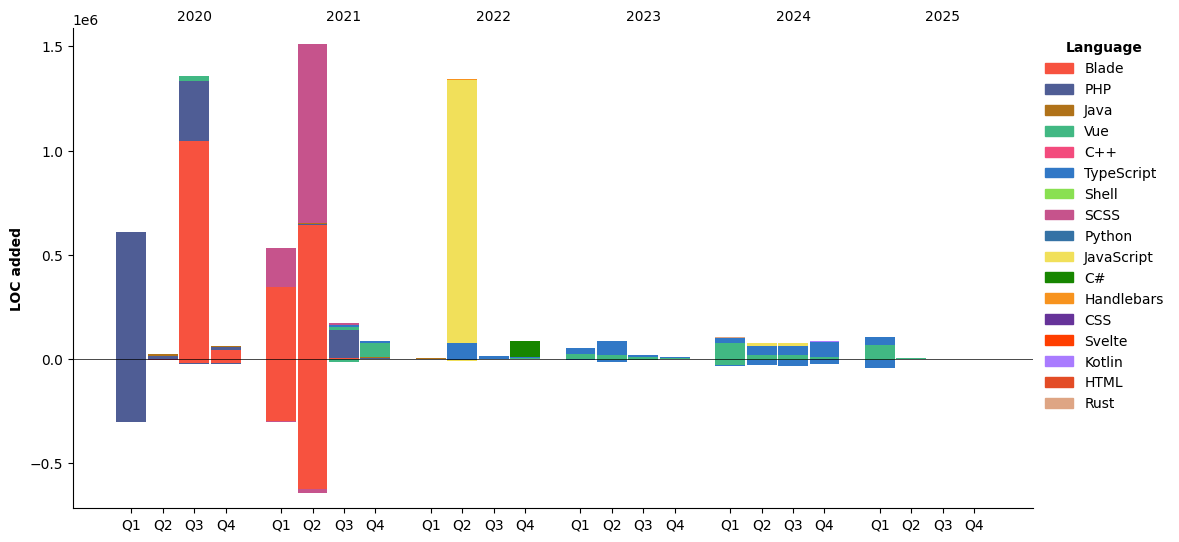 1e6
2020 2021 2022 2023 2024 2025
1.5
1.0
0.5
0.0
−0.5
LOC added
Q1 Q2 Q3 Q4 Q1 Q2 Q3 Q4 Q1 Q2 Q3 Q4 Q1 Q2 Q3 Q4 Q1 Q2 Q3 Q4 Q1 Q2 Q3 Q4
Language
Blade
PHP
Java
Vue
C++
TypeScript
Shell
SCSS
Python
JavaScript
C#
Handlebars
CSS
Svelte
Kotlin
HTML
Rust